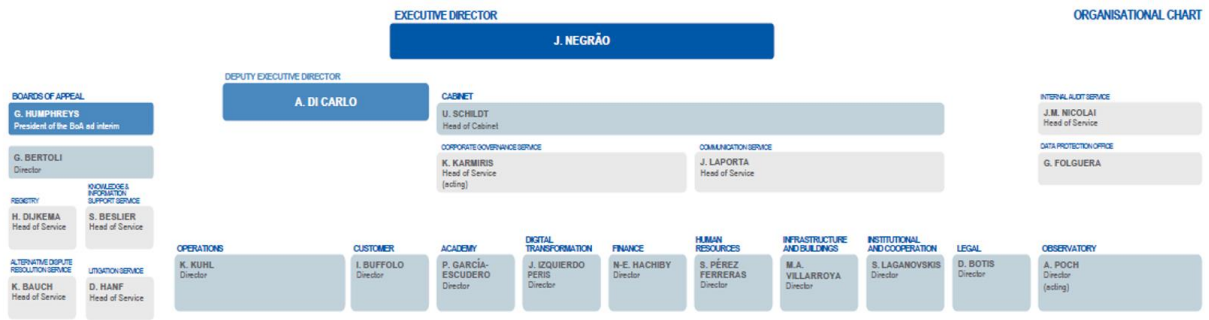 EXECUTIVE DIRECTOR
ORGANISATIONAL CHART
J. NEGRÃO
DEPUTY EXECUTIVE DIRECTOR
A. DI CARLO
BOARDS OF APPEAL
G. HUMPHREYS
President of the BoA ad interim
G. BERTOLI
Director
REGISTRY
H. DIJKEMA
Head of Service
KNOWLEDGE &
INFORMATION
SUPPORT SERVICE
S. BESLIER
Head of Service
ALTERNATIVE DISPUTE
RESOLUTION SERVICE
K. BAUCH
Head of Service
LITIGATION SERVICE
D. HANF
Head of Service
CABINET
U. SCHILDT
Head of Cabinet
CORPORATE GOVERNANCE SERVICE
K. KARMIRIS
Head of Service
(acting)
COMMUNICATION SERVICE
J. LAPORTA
Head of Service
INTERNAL AUDIT SERVICE
J.M. NICOLAI
Head of Service
DATA PROTECTION OFFICE
G. FOLGUERA
OPERATIONS
K. KUHL
Director
CUSTOMER
I. BUFFOLO
Director
ACADEMY
P. GARCÍA-
ESCUDERO
Director
DIGITAL
TRANSFORMATION
J. IZQUIERDO
PERIS
Director
FINANCE
N-E. HACHIBY
Director
HUMAN
RESOURCES
S. PÉREZ
FERRERAS
Director
INFRASTRUCTURE
AND BUILDINGS
M.A.
VILLARROYA
Director
INSTITUTIONAL
AND COOPERATION
S. LAGANOVSKIS
Director
LEGAL
D. BOTIS
Director
OBSERVATORY
A. POCH
Director
(acting)